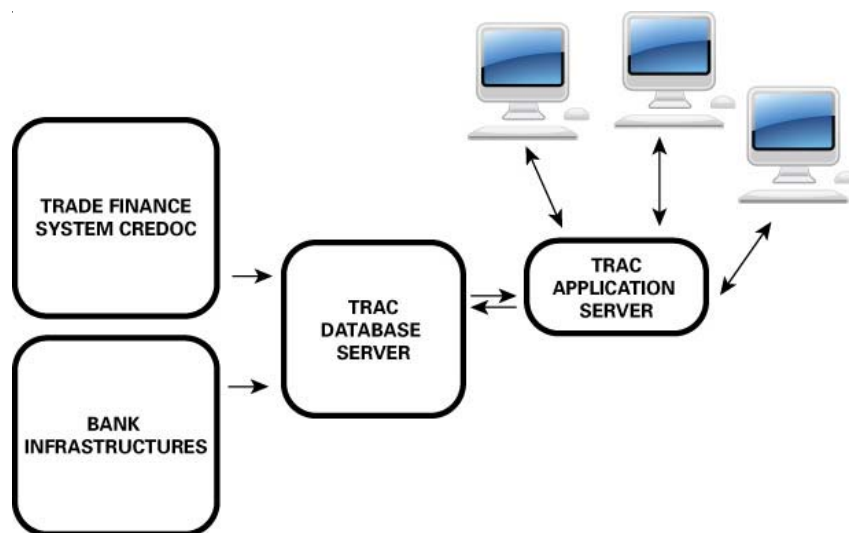 TRADE FINANCE
SYSTEM CREDOC
TRAC
DATABASE
SERVER
TRAC
APPLICATION
SERVER
BANK
INFRASTRUCTURES